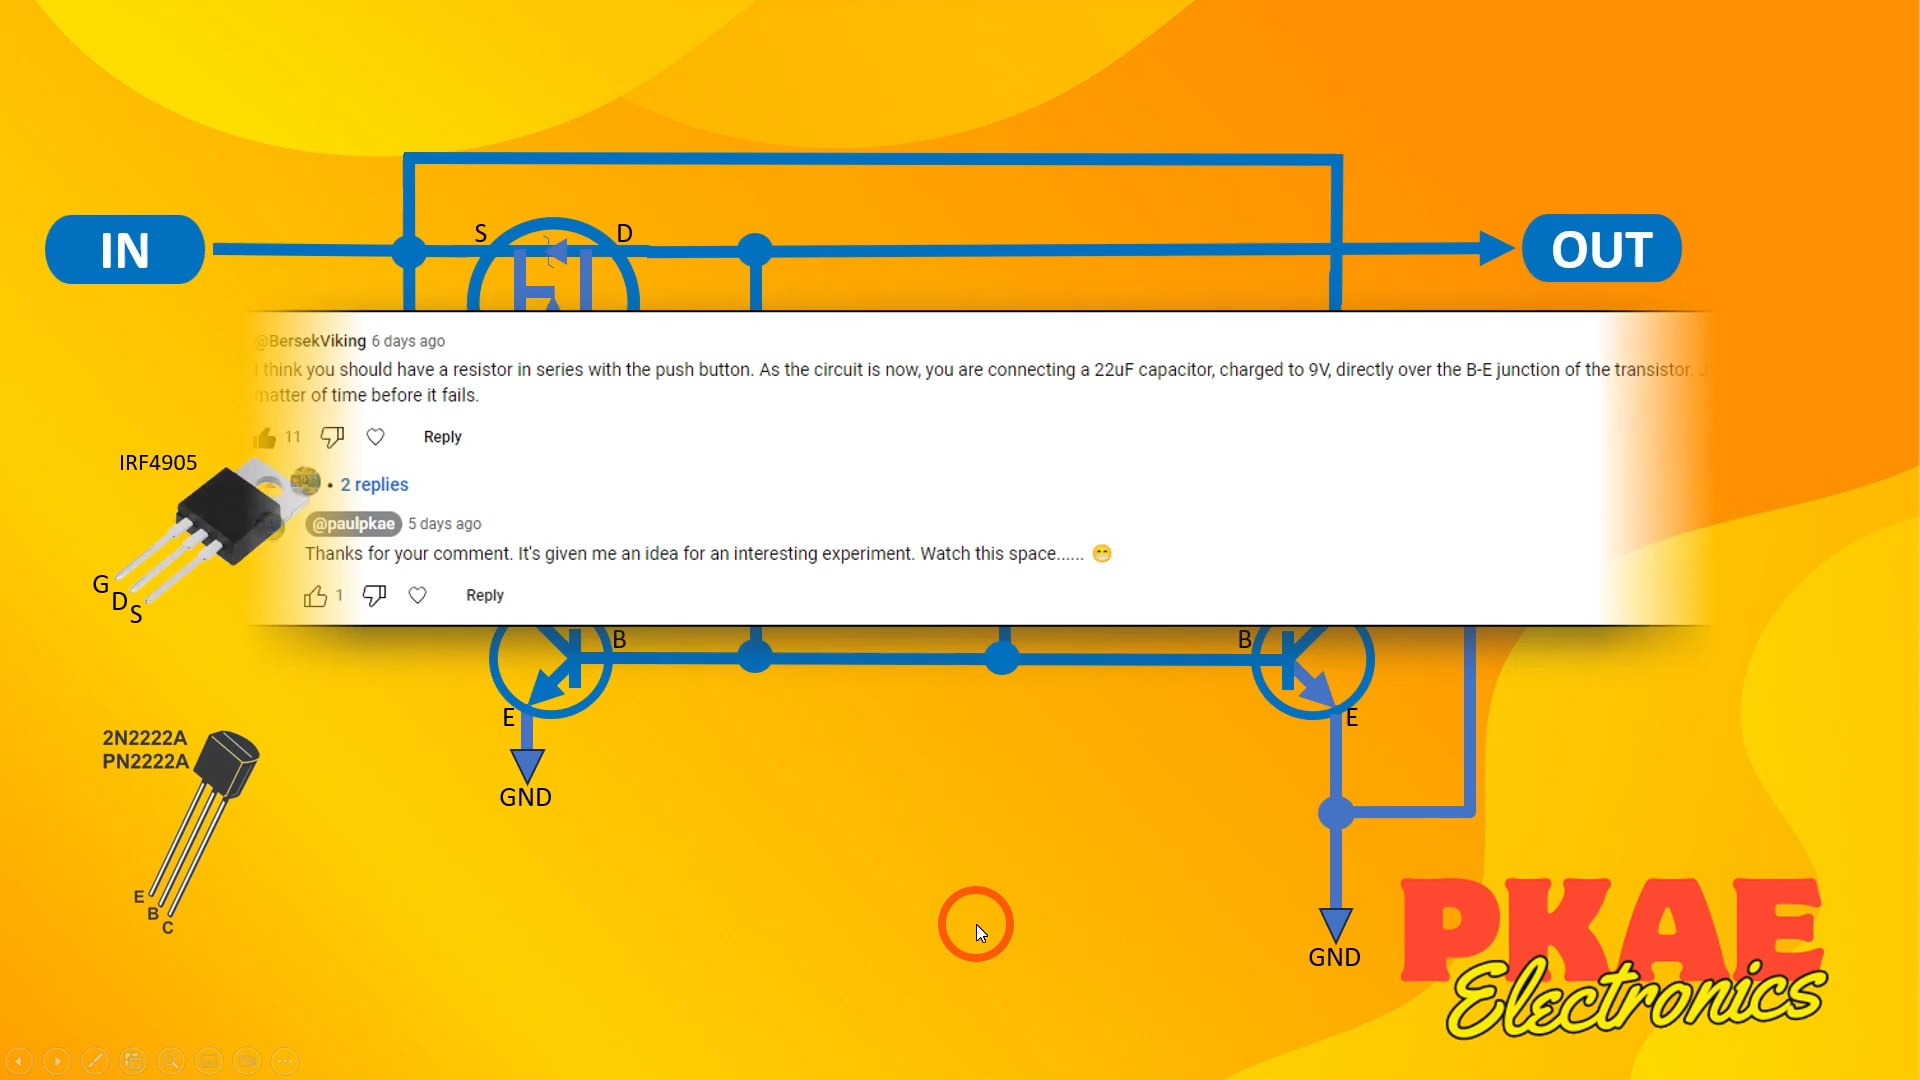 IN
S
D
OUT
@BersekViking 6 days ago
I think you should have a resistor in series with the push button. As the circuit is now, you are connecting a 22uF capacitor, charged to 9V, directly over the B-E junction of the transistor.
matter of time before it fails.
11
Reply
• 2 replies
@paulpkae 5 days ago
Thanks for your comment. It's given me an idea for an interesting experiment. Watch this space...... 😁
1
Reply
IRF4905
G
D
S
B
B
E
E
GND
2N2222A
PN2222A
E
B
C
GND
PKAE
Electronics